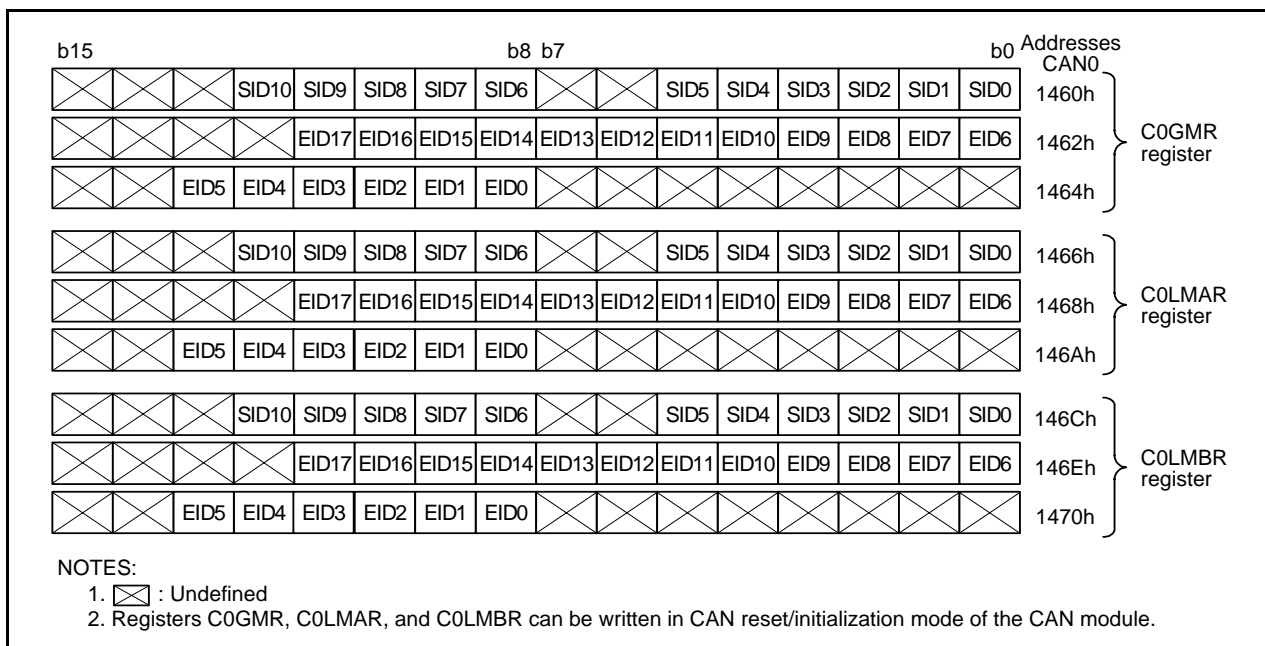 b15 b8 b7 b0 Addresses
CAN0
SID10 SID9 SID8 SID7 SID6 SID5 SID4 SID3 SID2 SID1 SID0 1460h
EID17 EID16 EID15 EID14 EID13 EID12 EID11 EID10 EID9 EID8 EID7 EID6 1462h C0GMR
register
EID5 EID4 EID3 EID2 EID1 EID0 1464h
SID10 SID9 SID8 SID7 SID6 SID5 SID4 SID3 SID2 SID1 SID0 1466h
EID17 EID16 EID15 EID14 EID13 EID12 EID11 EID10 EID9 EID8 EID7 EID6 1468h C0LMAR
register
EID5 EID4 EID3 EID2 EID1 EID0 146Ah
SID10 SID9 SID8 SID7 SID6 SID5 SID4 SID3 SID2 SID1 SID0 146Ch
EID17 EID16 EID15 EID14 EID13 EID12 EID11 EID10 EID9 EID8 EID7 EID6 146Eh C0LMBR
register
EID5 EID4 EID3 EID2 EID1 EID0 1470h
NOTES:
1. : Undefined
2. Registers C0GMR, C0LMAR, and C0LMBR can be written in CAN reset/initialization mode of the CAN module.